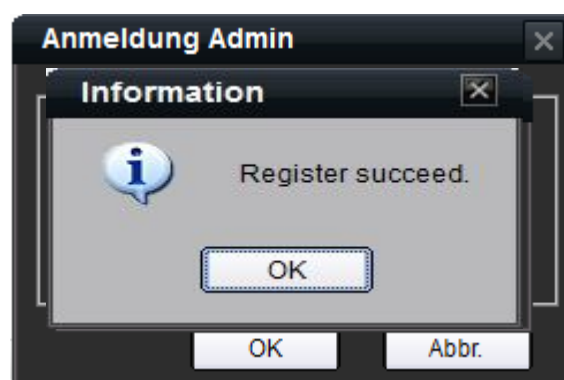 Anmeldung Admin
Information
Register succeed.
OK
OK
Abbr.